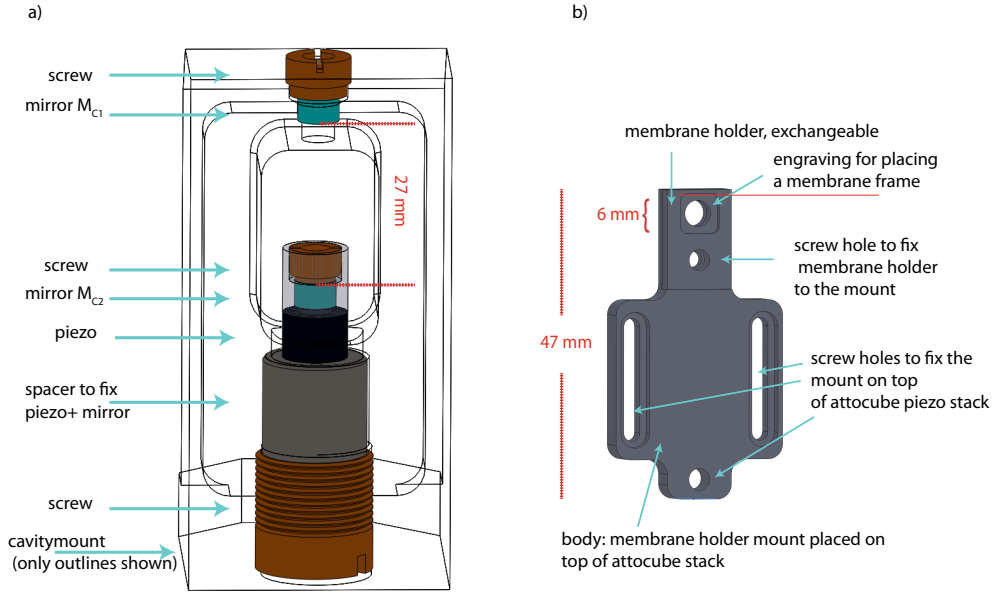 a)
screw
mirror M_C1
27 mm
screw
mirror M_C2
piezo
spacer to fix
piezo+ mirror
screw
cavitymount
(only outlines shown)
b)
membrane holder, exchangeable
engraving for placing
a membrane frame
6 mm
screw hole to fix
membrane holder
to the mount
47 mm
screw holes to fix the
mount on top
of attocube piezo stack
body: membrane holder mount placed on
top of attocube stack